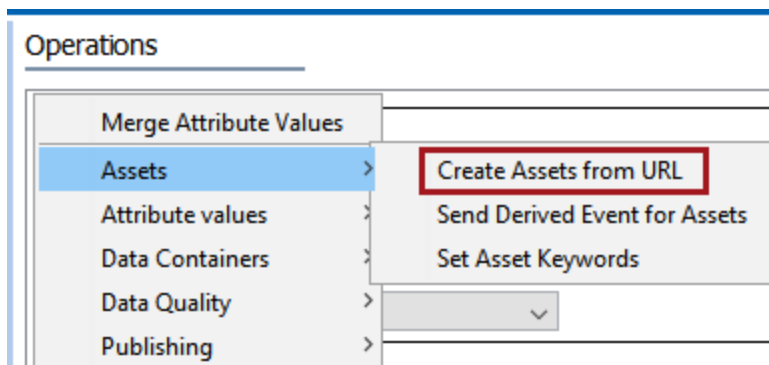 Operations
Merge Attribute Values
Assets
Create Assets from URL
Attribute values
Send Derived Event for Assets
Data Containers
Set Asset Keywords
Data Quality
Publishing